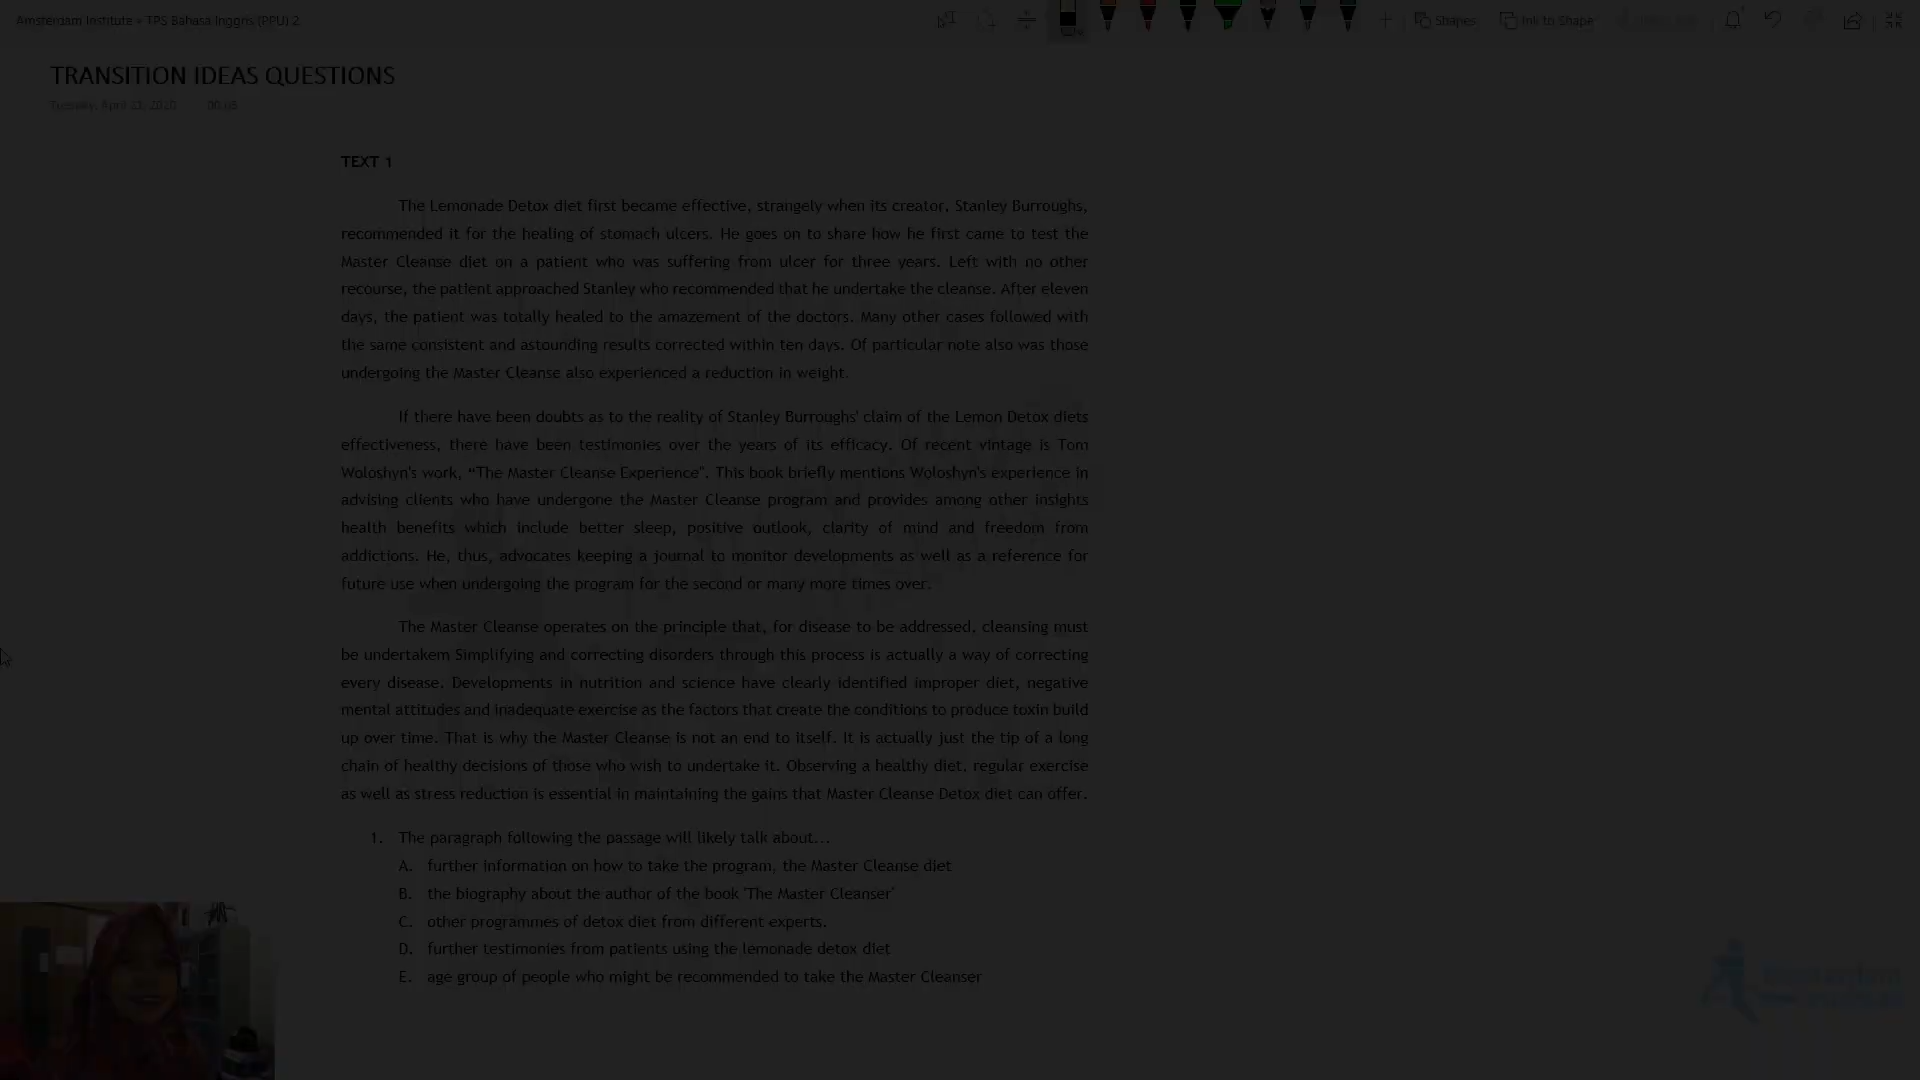 Amsterdam Institute » TPS Bahasa Inggris (PPU) 2
Shapes
Ink to Shape
TRANSITION IDEAS QUESTIONS
Tuesday, April 2020
TEXT 1
The Lemonade Detox diet first became effective, strangely when its creator, Stanley Burroughs,
recommended it for the healing of stomach ulcers. He goes on to share how he first came to test the
Master Cleanse diet on a patient who was suffering from ulcer for three years. Left with no other
recourse, the patient approached Stanley who recommended that he undertake the cleanse. After eleven
days, the patient was totally healed to the amazement of the doctors. Many other cases followed with
the same consistent and astounding results corrected within ten days. Of particular note also was those
undergoing the Master Cleanse also experienced a reduction in weight.
If there have been doubts as to the reality of Stanley Burroughs' claim of the Lemon Detox diets
effectiveness, there have been testimonies over the years of its efficacy. Of recent vintage is Tom
Woloshyn's work, “The Master Cleanse Experience". This book briefly mentions Woloshyn's experience in
advising clients who have undergone the Master Cleanse program and provides among other insights
health benefits which include better sleep, positive outlook, clarity of mind and freedom from
addictions. He, thus, advocates keeping a journal to monitor developments as well as a reference for
future use when undergoing the program for the second or many more times over.
The Master Cleanse operates on the principle that, for disease to be addressed, cleansing must
be undertakem Simplifying and correcting disorders through this process is actually a way of correcting
every disease. Developments in nutrition and science have clearly identified improper diet, negative
mental attitudes and inadequate exercise as the factors that create the conditions to produce toxin build
up over time. That is why the Master Cleanse is not an end to itself. It is actually just the tip of a long
chain of healthy decisions of those who wish to undertake it. Observing a healthy diet, regular exercise
as well as stress reduction is essential in maintaining the gains that Master Cleanse Detox diet can offer.
1. The paragraph following the passage will likely talk about...
A. further information on how to take the program, the Master Cleanse diet
B. the biography about the author of the book 'The Master Cleanser'
C. other programmes of detox diet from different experts.
D. further testimonies from patients using the lemonade detox diet
E. age group of people who might be recommended to take the Master Cleanser